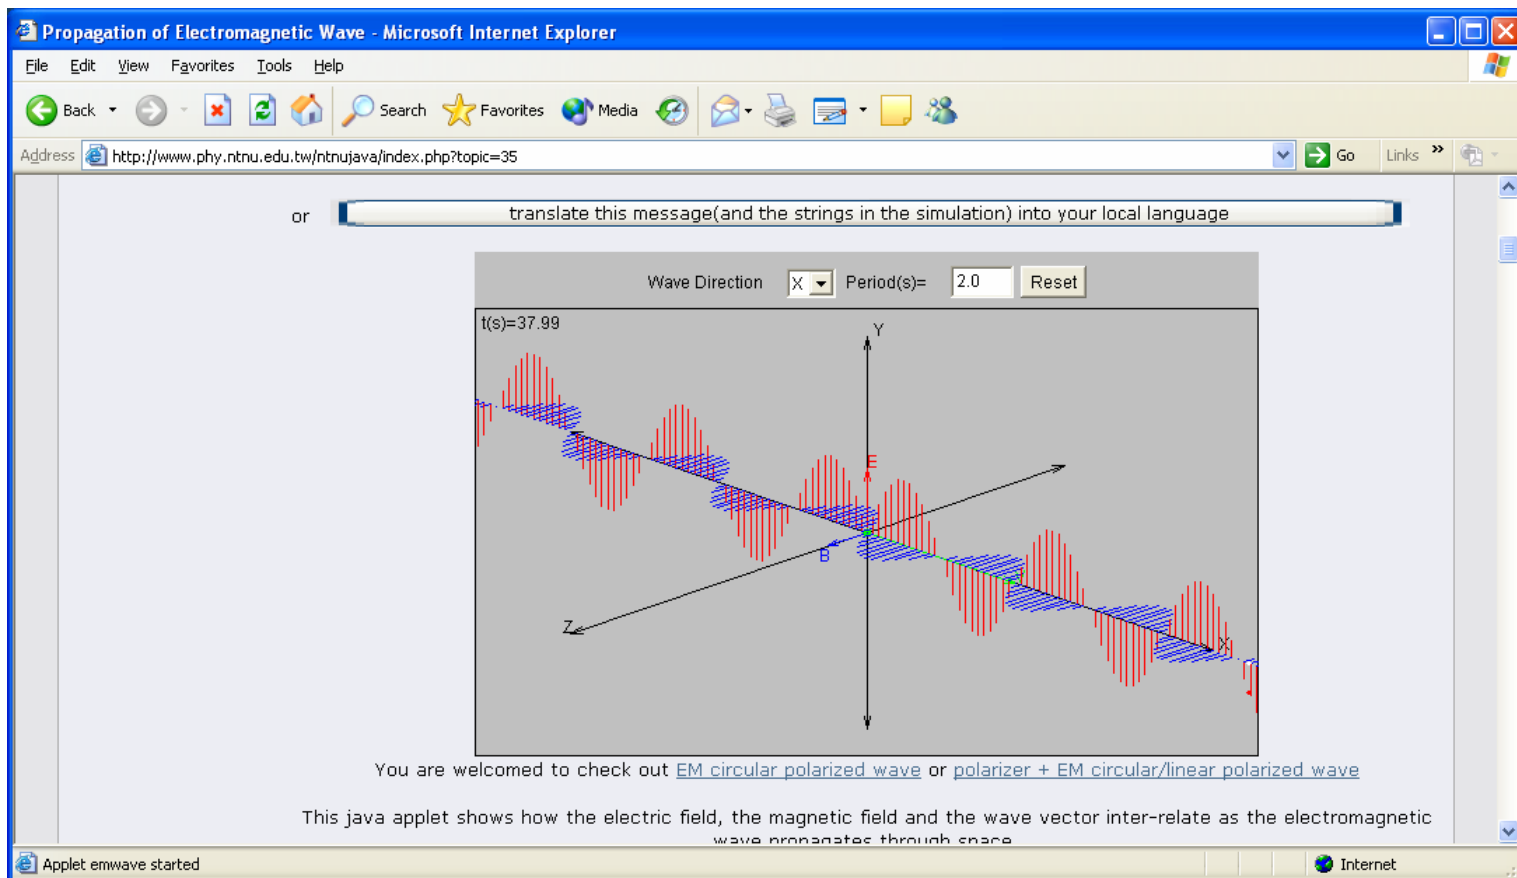 Propagation of Electromagnetic Wave - Microsoft Internet Explorer
File Edit View Favorites Tools Help
Back Search Favorites Media
Address http://www.phy.ntnu.edu.tw/ntnujava/index.php?topic=35 Go Links »
or translate this message(and the strings in the simulation) into your local language
Wave Direction X Period(s)= 2.0 Reset
t(s)=37.99
Y
E
B
Z
X
You are welcomed to check out EM circular polarized wave or polarizer + EM circular/linear polarized wave
This java applet shows how the electric field, the magnetic field and the wave vector inter-relate as the electromagnetic
wave propagates through space
Applet emwave started Internet